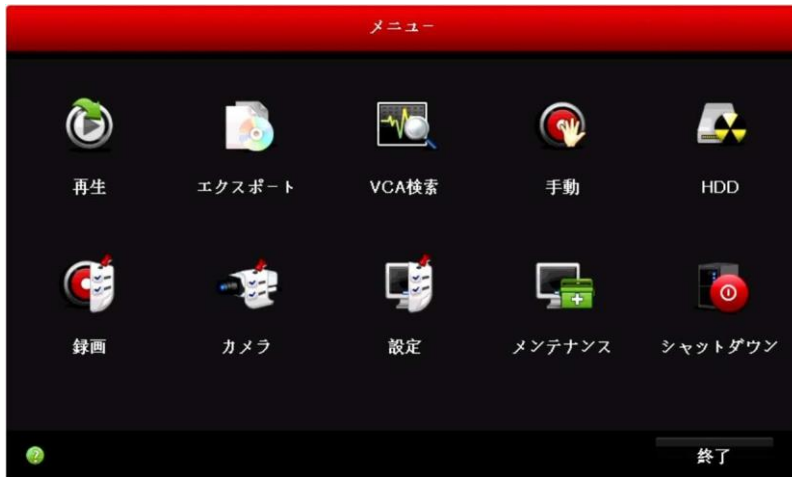 メニュー
再生 エクスポート VCA検索 手動 HDD
録画 カメラ 設定 メンテナンス シャットダウン
?
終了